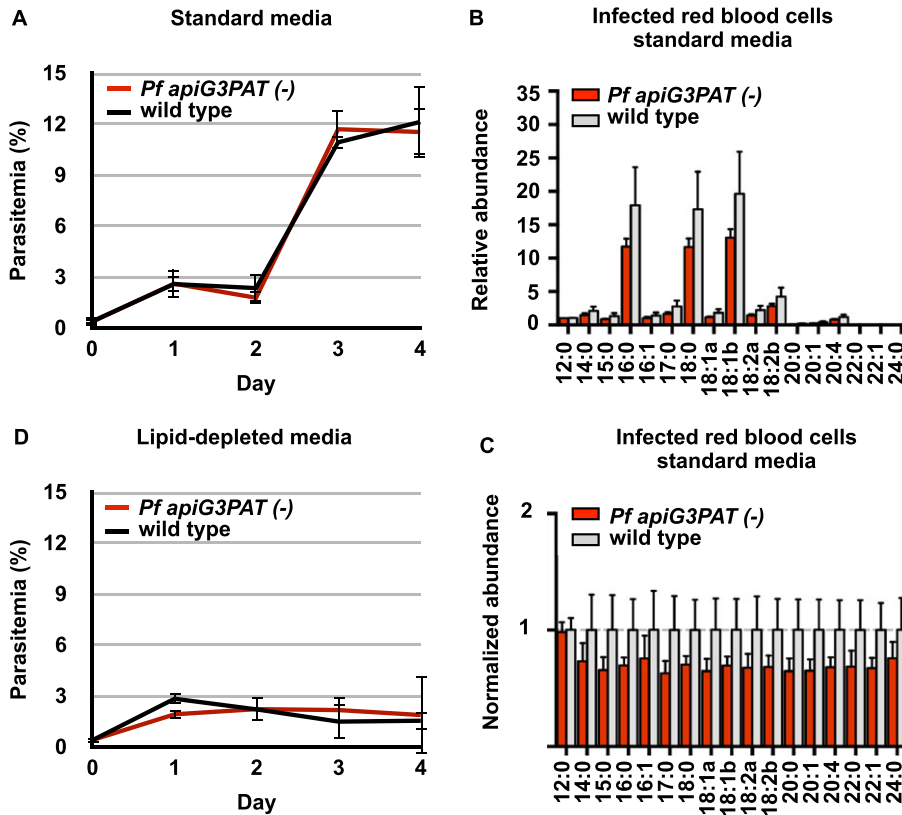 A
Standard media
Parasitemia (%)
15
12
9
6
3
0
Pf apiG3PAT (-)
wild type
0 1 2 3 4
Day
B
Infected red blood cells
standard media
Relative abundance
35
30
25
20
15
10
5
0
Pf apiG3PAT (-)
wild type
12:0
14:0
15:0
16:0
16:1
17:0
18:0
18:1a
18:1b
18:2a
18:2b
20:0
20:1
20:4
22:0
22:1
24:0
D
Lipid-depleted media
Parasitemia (%)
15
12
9
6
3
0
Pf apiG3PAT (-)
wild type
0 1 2 3 4
Day
C
Infected red blood cells
standard media
Normalized abundance
2
1
Pf apiG3PAT (-)
wild type
12:0
14:0
15:0
16:0
16:1
17:0
18:0
18:1a
18:1b
18:2a
18:2b
20:0
20:1
20:4
22:0
22:1
24:0